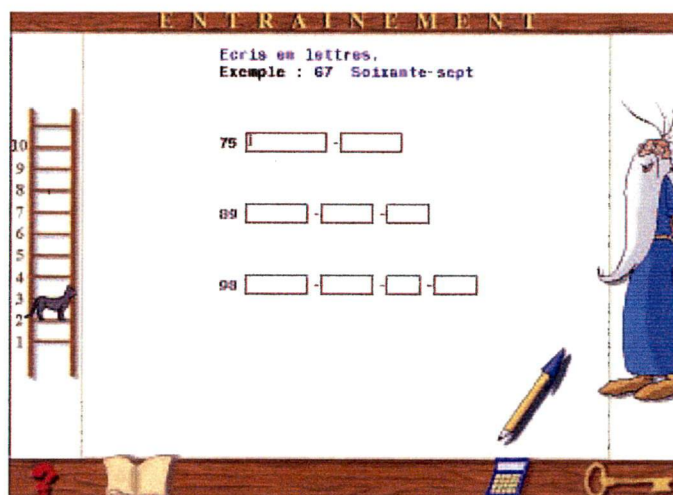 ENTRAINEMENT
Ecris en lettres.
Exemple : 67 Soixante-sept
75 - 
89 - -
98 - - -
10
9
8
7
6
5
4
3
2
1
?